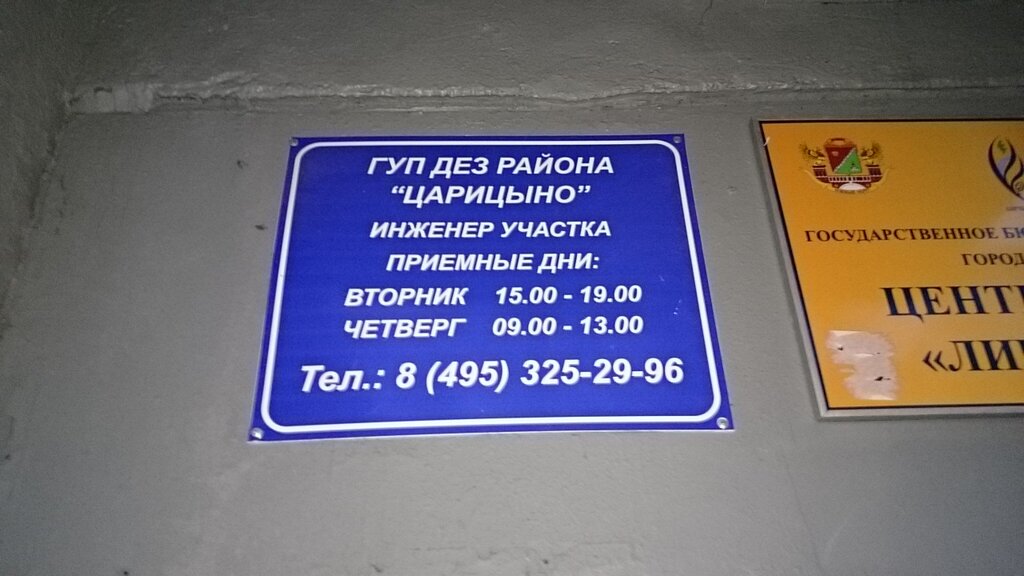 ГУП ДЕЗ РАЙОНА
“ЦАРИЦЫНО”
ИНЖЕНЕР УЧАСТКА
ПРИЕМНЫЕ ДНИ:
ВТОРНИК 15.00 - 19.00
ЧЕТВЕРГ 09.00 - 13.00
Тел.: 8 (495) 325-29-96
ГОСУДАРСТВЕННОЕ